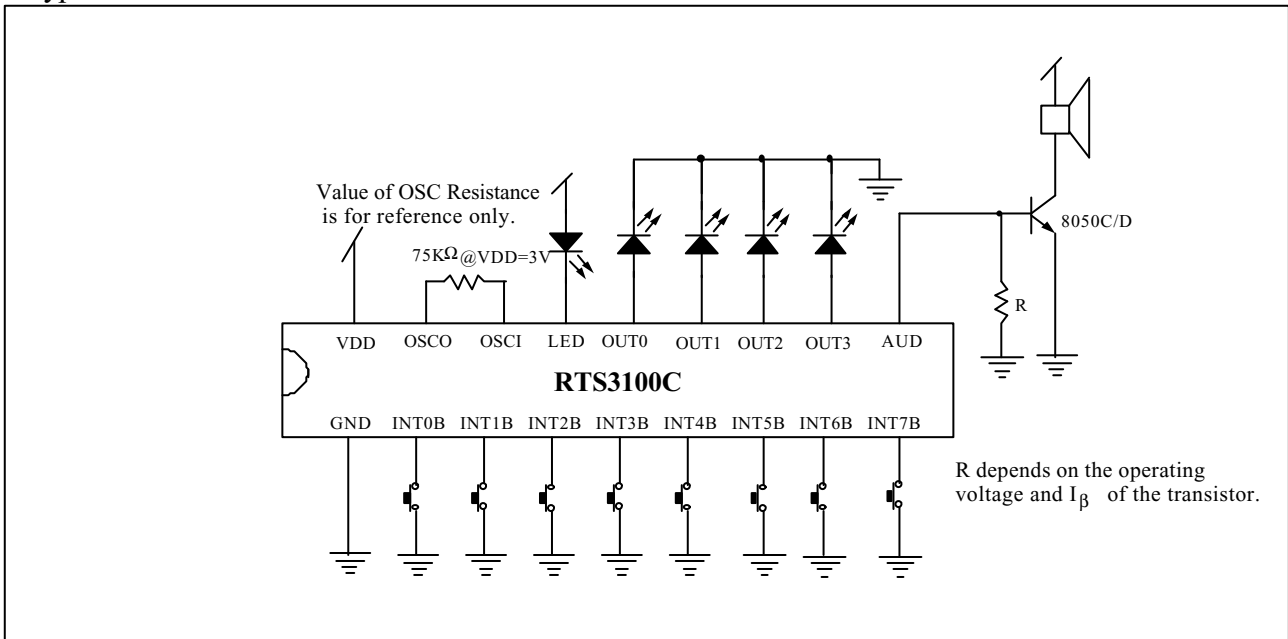 Value of OSC Resistance
is for reference only.
75KΩ@VDD=3V
8050C/D
R
VDD OSCO OSCI LED OUT0 OUT1 OUT2 OUT3 AUD
RTS3100C
GND INT0B INT1B INT2B INT3B INT4B INT5B INT6B INT7B
R depends on the operating
voltage and Iβ of the transistor.